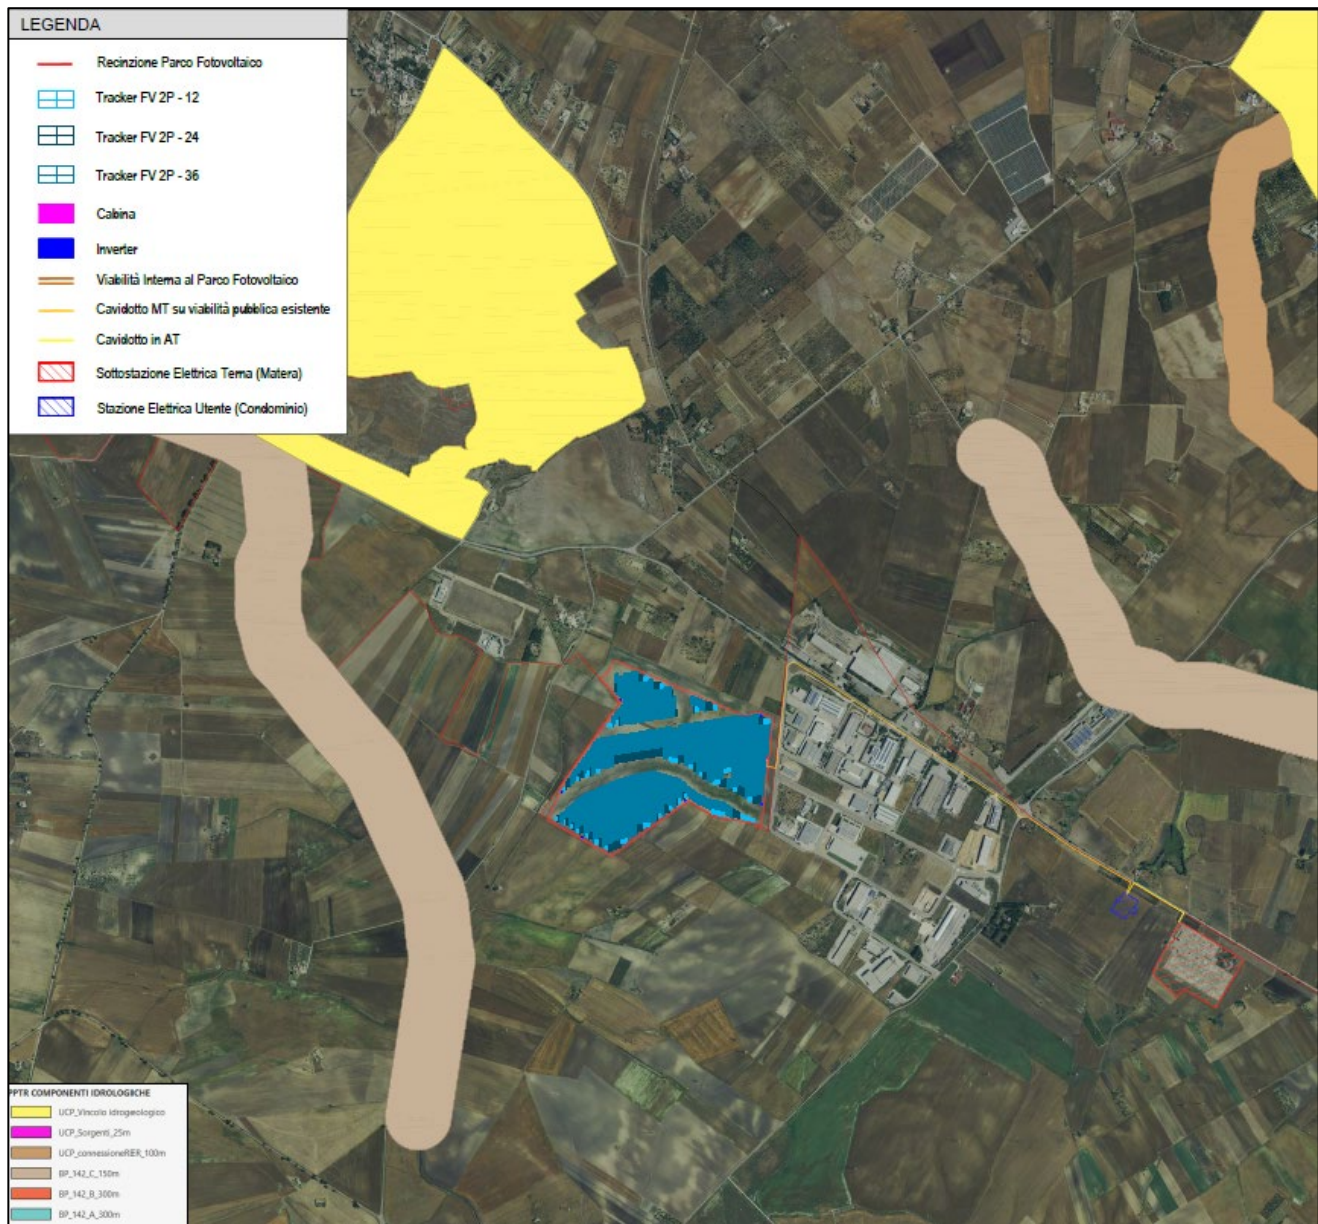 LEGENDA
Recinzione Parco Fotovoltaico
Tracker FV 2P - 12
Tracker FV 2P - 24
Tracker FV 2P - 36
Cabina
Inverter
Viabilità Interna al Parco Fotovoltaico
Cavidotto MT su viabilità pubblica esistente
Cavidotto in AT
Sottostazione Elettrica Terna (Matera)
Stazione Elettrica Utente (Condominio)
PPTR COMPONENTI IDROLOGICHE
UCP_Vincolo idrogeologico
UCP_Sorgenti_25m
UCP_connessioneRER_100m
BP_142_C_150m
BP_142_B_300m
BP_142_A_300m